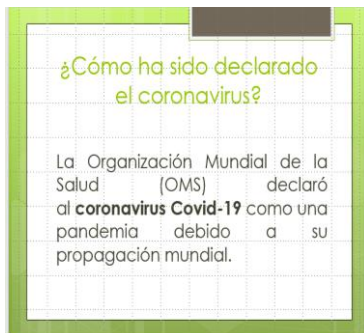 ¿Cómo ha sido declarado
el coronavirus?
La Organización Mundial de la
Salud (OMS) declaró
al coronavirus Covid-19 como una
pandemia debido a su
propagación mundial.